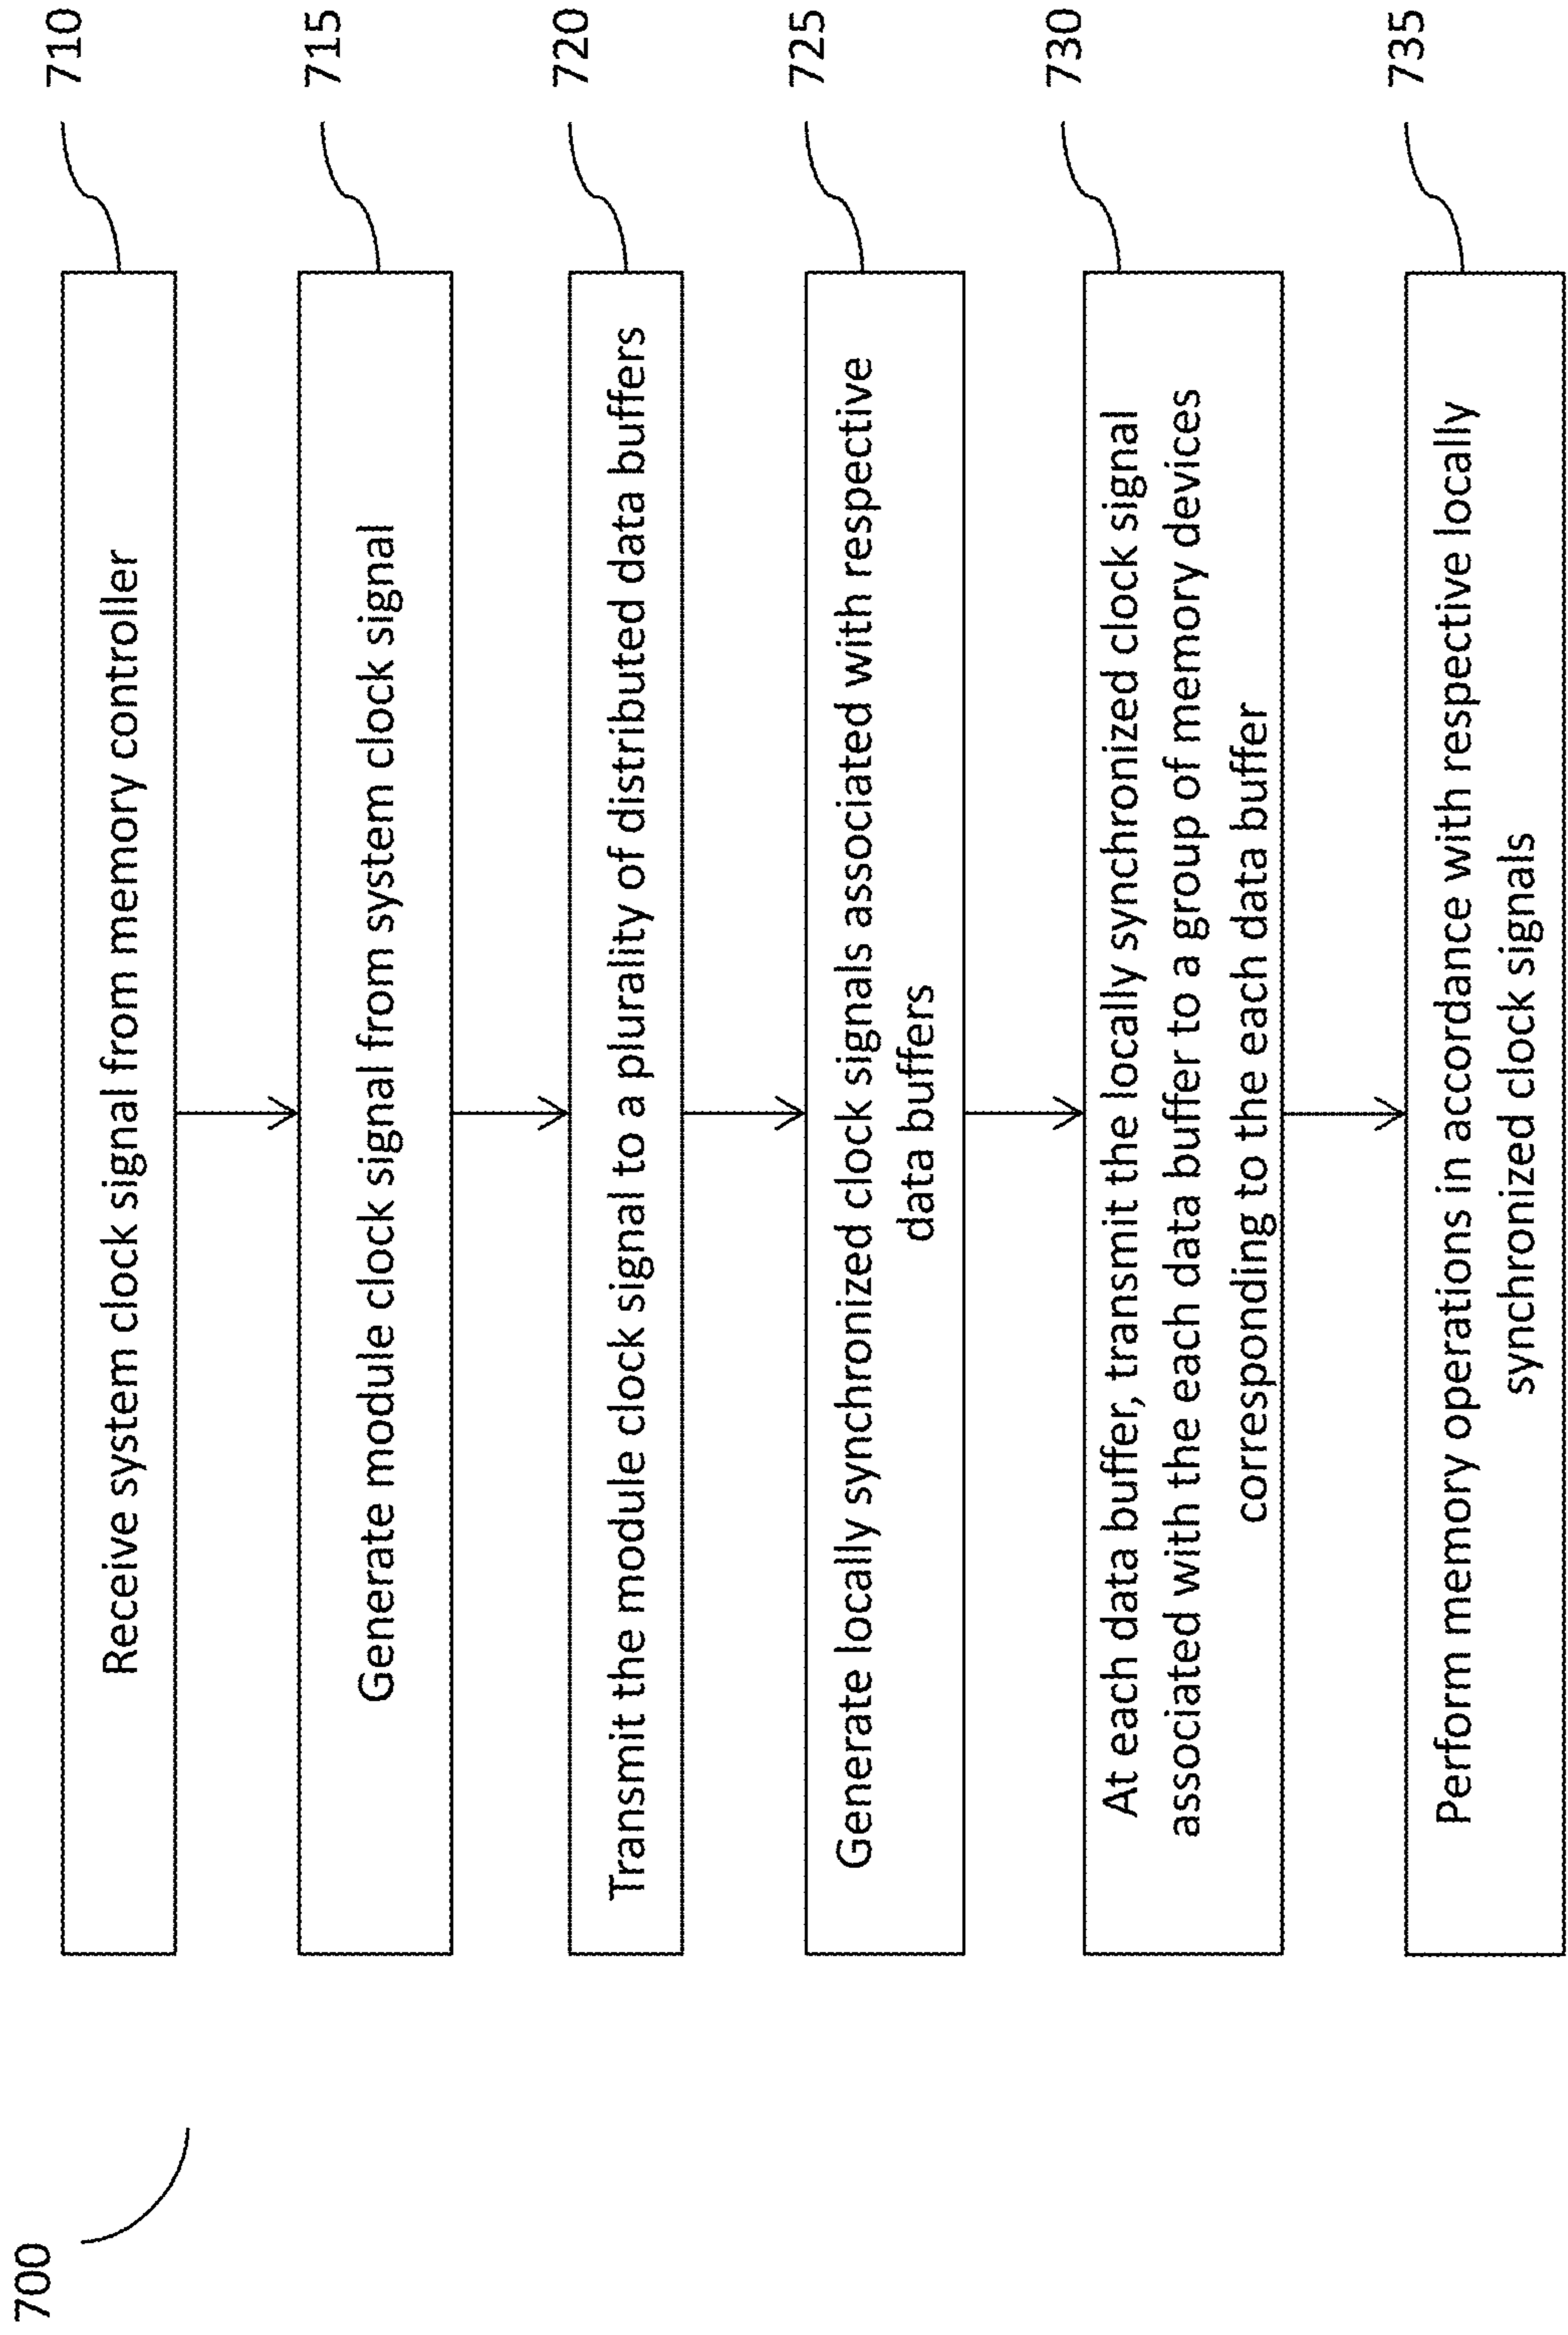 700
Receive system clock signal from memory controller
710
Generate module clock signal from system clock signal
715
Transmit the module clock signal to a plurality of distributed data buffers
720
Generate locally synchronized clock signals associated with respective
data buffers
725
At each data buffer, transmit the locally synchronized clock signal
associated with the each data buffer to a group of memory devices
corresponding to the each data buffer
730
Perform memory operations in accordance with respective locally
synchronized clock signals
735